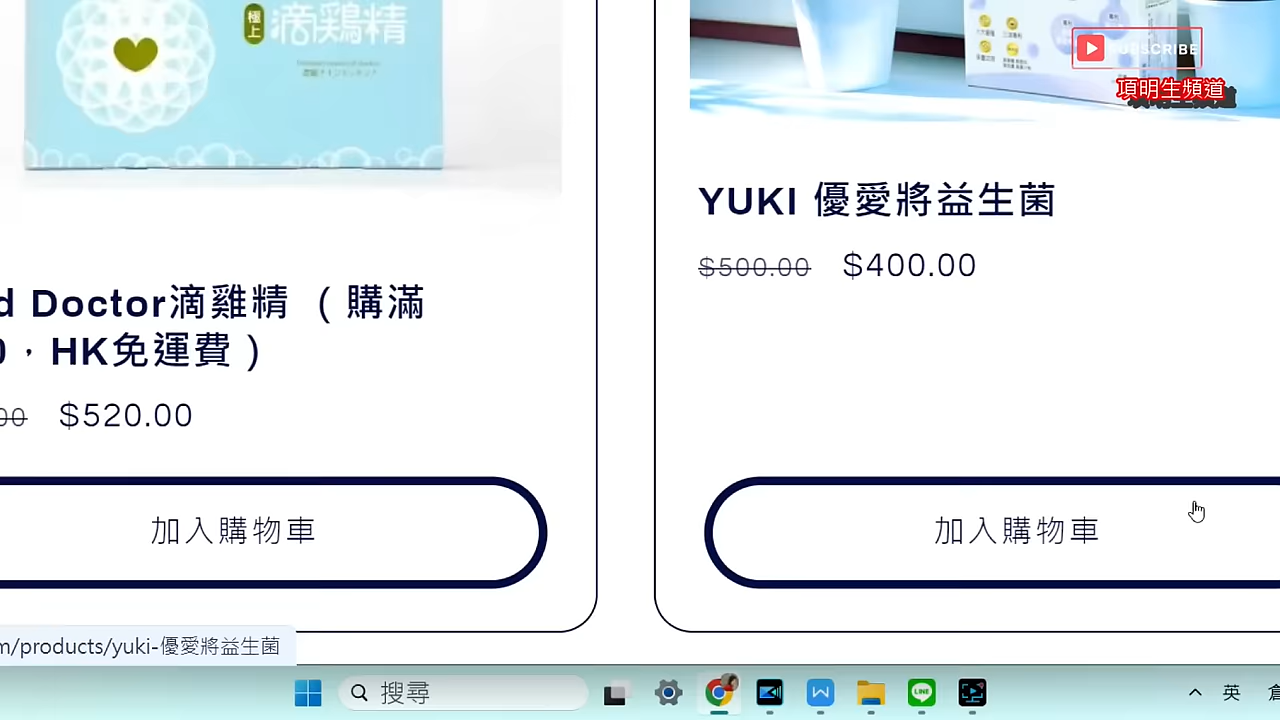 極上
滴鶏精
SUBSCRIBE
項明生頻道
YUKI 優愛將益生菌
$500.00 $400.00
d Doctor滴雞精 （購滿
0，HK免運費）
00 $520.00
加入購物車
加入購物車
m/products/yuki-優愛將益生菌
搜尋
英